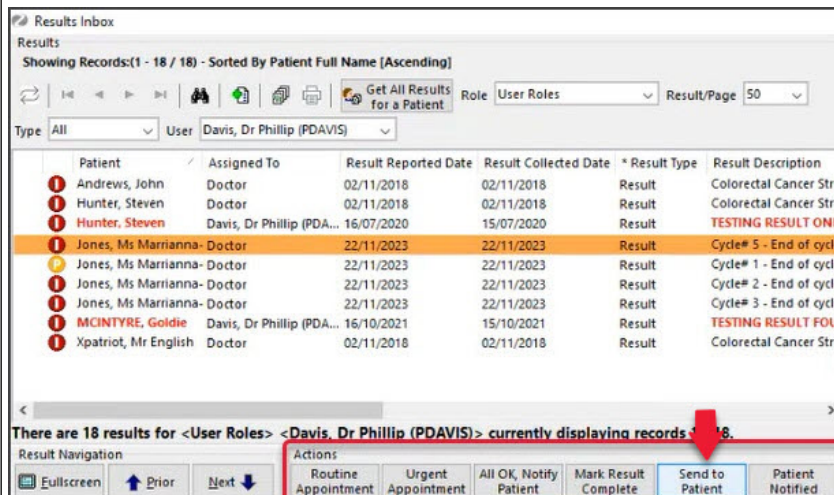 Results Inbox
Results
Showing Records:(1 - 18 / 18) - Sorted By Patient Full Name [Ascending]
Get All Results for a Patient Role User Roles Result/Page 50
Type All User Davis, Dr Phillip (PDAVIS)
Patient Assigned To Result Reported Date Result Collected Date * Result Type Result Description
I Andrews, John Doctor 02/11/2018 02/11/2018 Result Colorectal Cancer Str
I Hunter, Steven Doctor 02/11/2018 02/11/2018 Result Colorectal Cancer Str
I Hunter, Steven Davis, Dr Phillip (PDA... 16/07/2020 15/07/2020 Result TESTING RESULT ON
I Jones, Ms Marrianna- Doctor 22/11/2023 22/11/2023 Result Cycle# 5 - End of cycl
P Jones, Ms Marrianna- Doctor 22/11/2023 22/11/2023 Result Cycle# 1 - End of cycl
I Jones, Ms Marrianna- Doctor 22/11/2023 22/11/2023 Result Cycle# 2 - End of cycl
I Jones, Ms Marrianna- Doctor 22/11/2023 22/11/2023 Result Cycle# 3 - End of cycl
I MCINTYRE, Goldie Davis, Dr Phillip (PDA... 16/10/2021 15/10/2021 Result TESTING RESULT FOU
I Xpatriot, Mr English Doctor 02/11/2018 02/11/2018 Result Colorectal Cancer Str
There are 18 results for <User Roles> <Davis, Dr Phillip (PDAVIS)> currently displaying records
Result Navigation Actions
Fullscreen Prior Next Routine Appointment Urgent Appointment All OK, Notify Patient Mark Result Complete Send to Patient Patient Notified